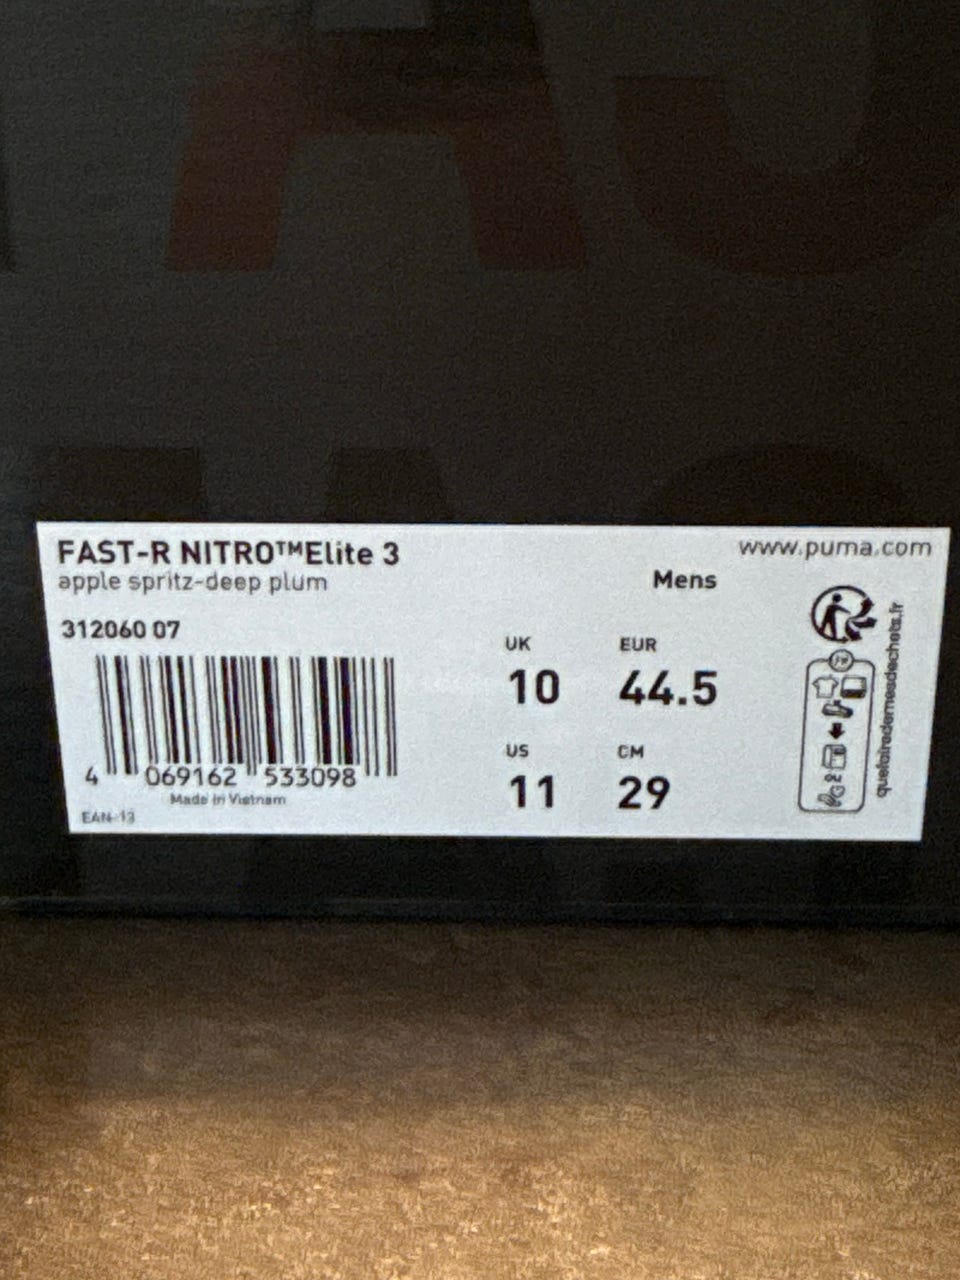 FAST-R NITRO™Elite 3
www.puma.com
apple spritz-deep plum
Mens
312060 07
UK
EUR
10
44.5
US
CM
11
29
4 069162 533098
Made in Vietnam
EAN-13
quefairedemesdechets.fr
FR